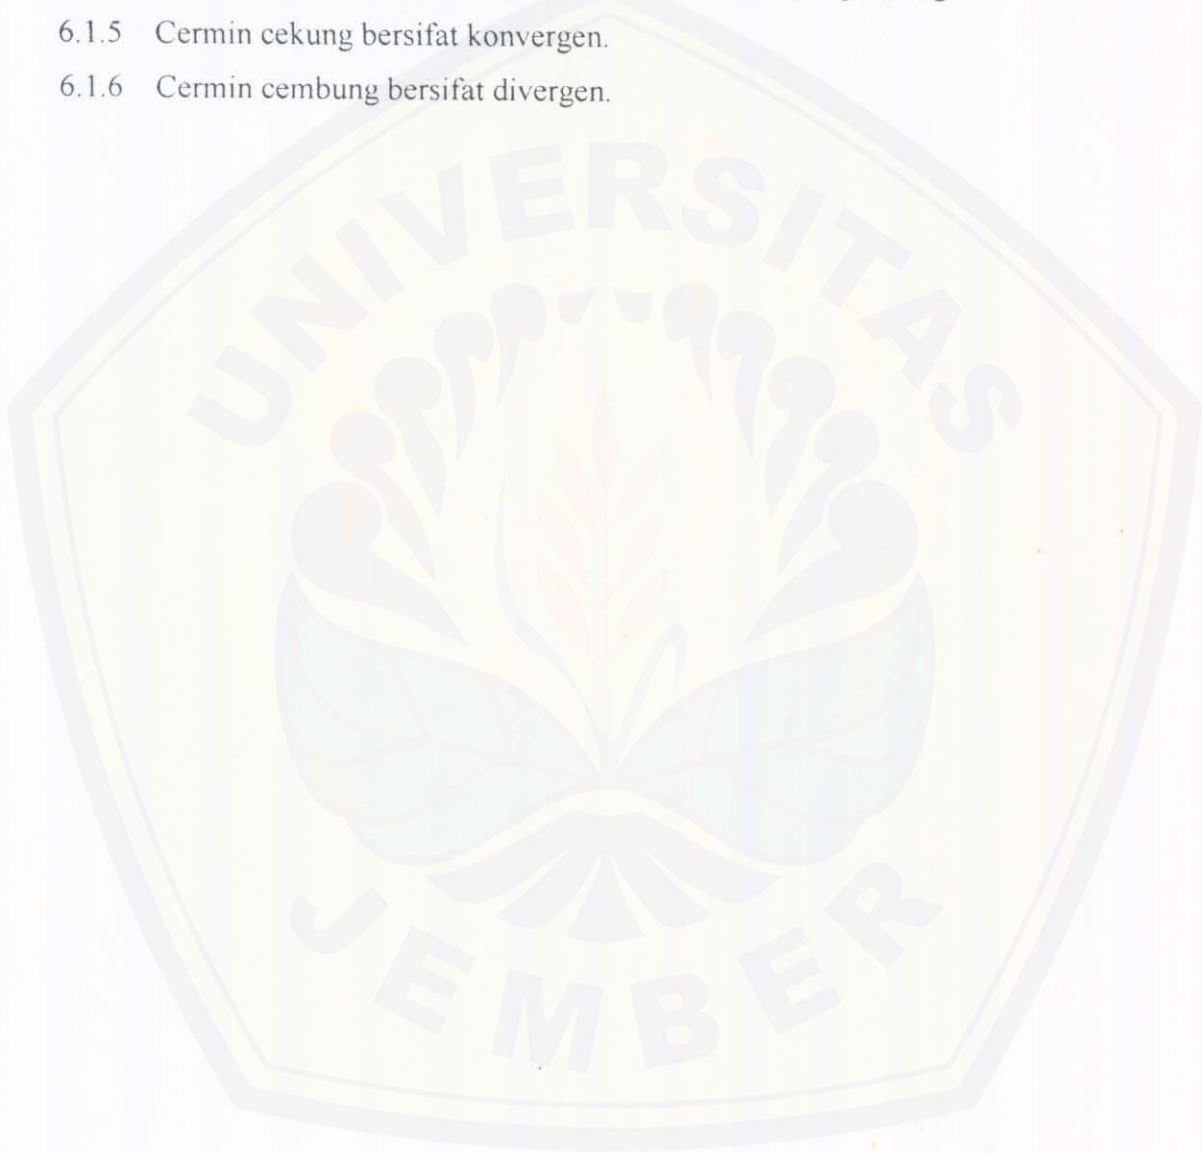 6.1.5 Cermin cekung bersifat konvergen.
6.1.6 Cermin cembung bersifat divergen.
UNIVERSITAS
JEMBER